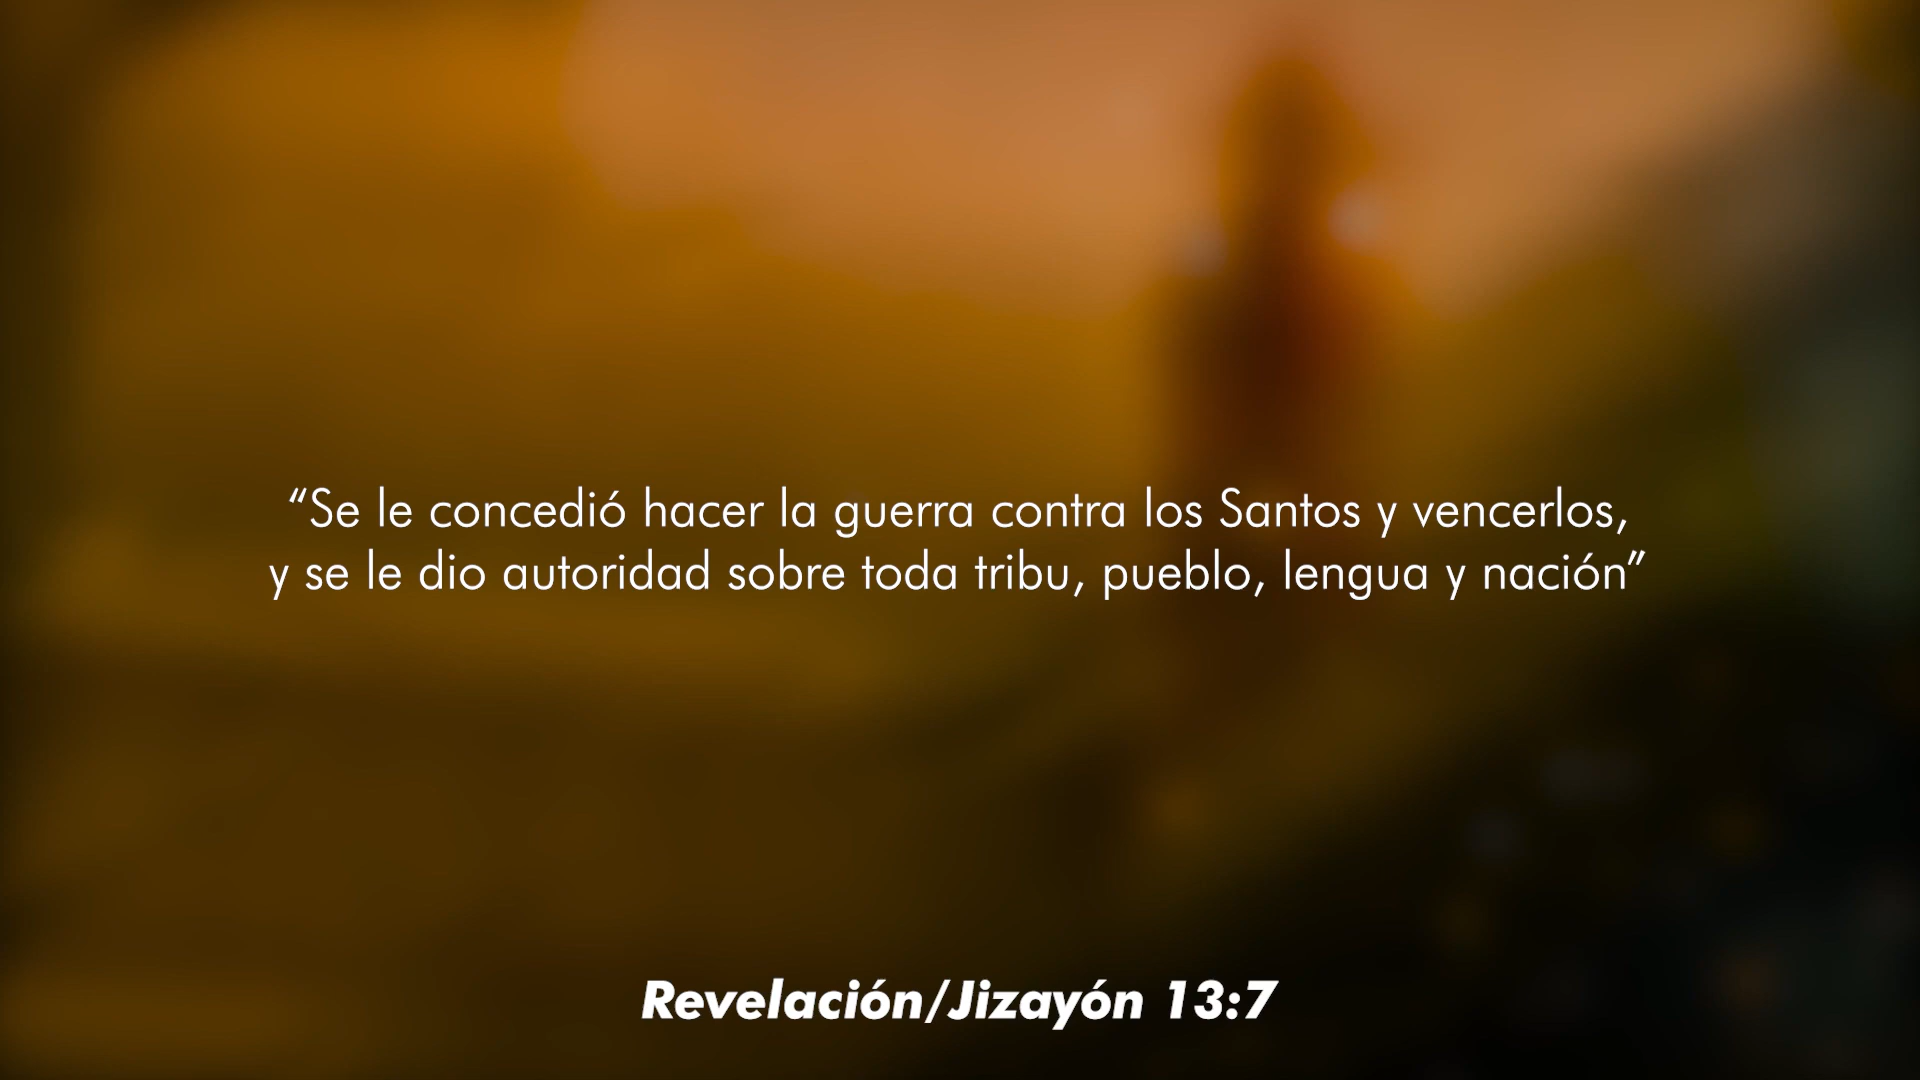 “Se le concedió hacer la guerra contra los Santos y vencerlos,
y se le dio autoridad sobre toda tribu, pueblo, lengua y nación”
Revelación/Jizayón 13:7